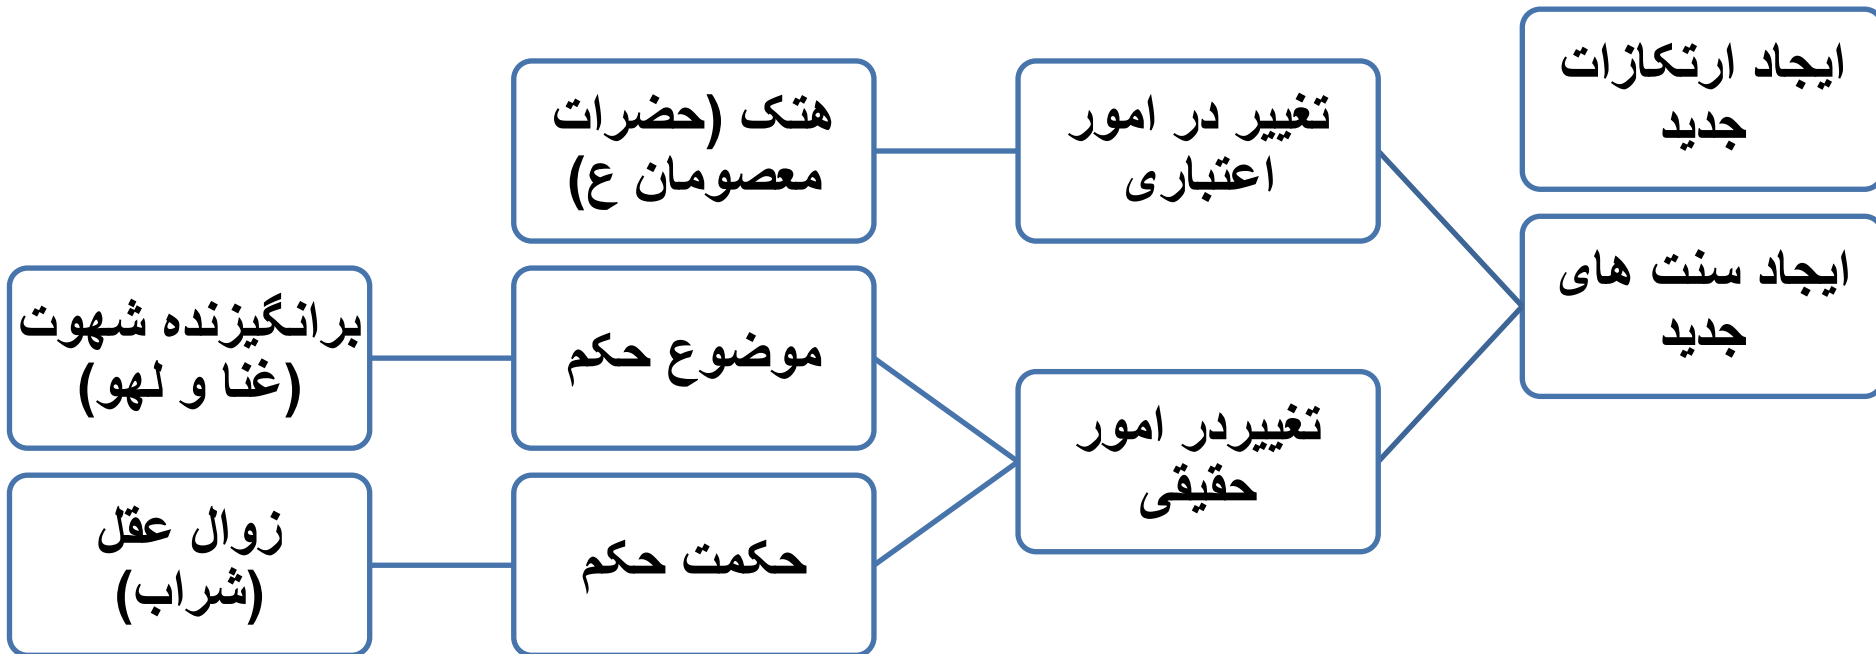 ایجاد ارتکازات
جدید
ایجاد سنت های
جدید
تغییر در امور
اعتباری
هتک (حضرات
معصومان ع)
تغییردر امور
حقیقی
موضوع حکم
برانگیزنده شهوت
(غنا و لهو)
حکمت حکم
زوال عقل
(شراب)